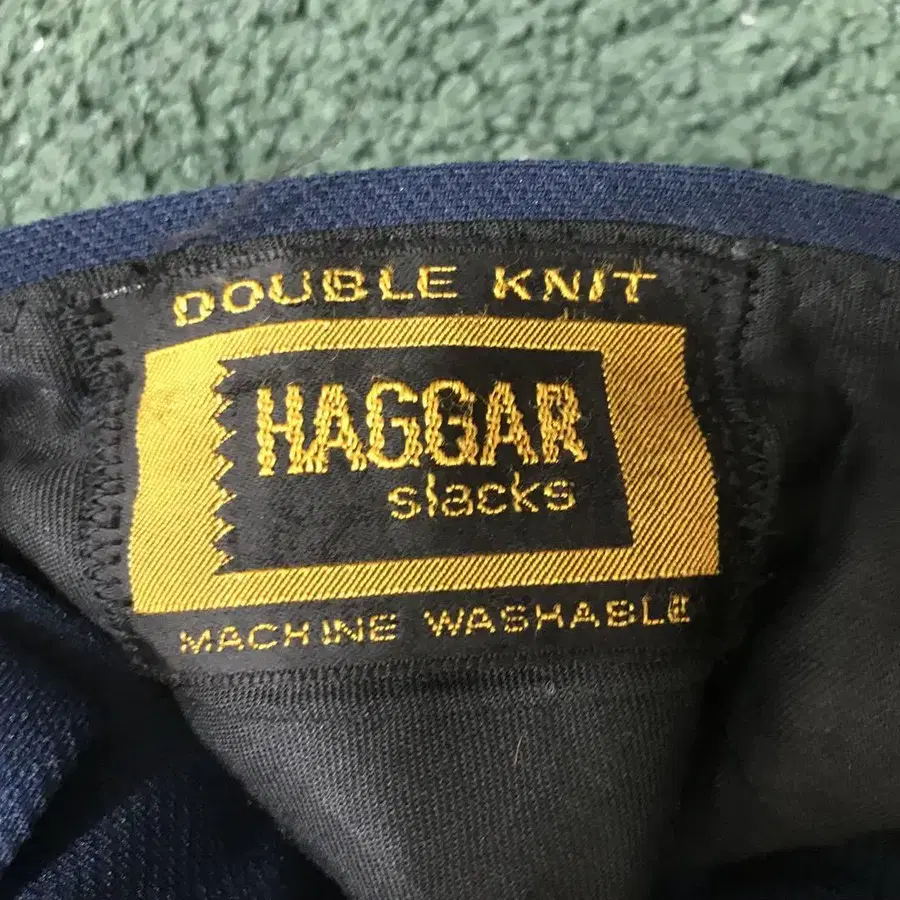 DOUBLE KNIT
HAGGAR
slacks
MACHINE WASHABLE